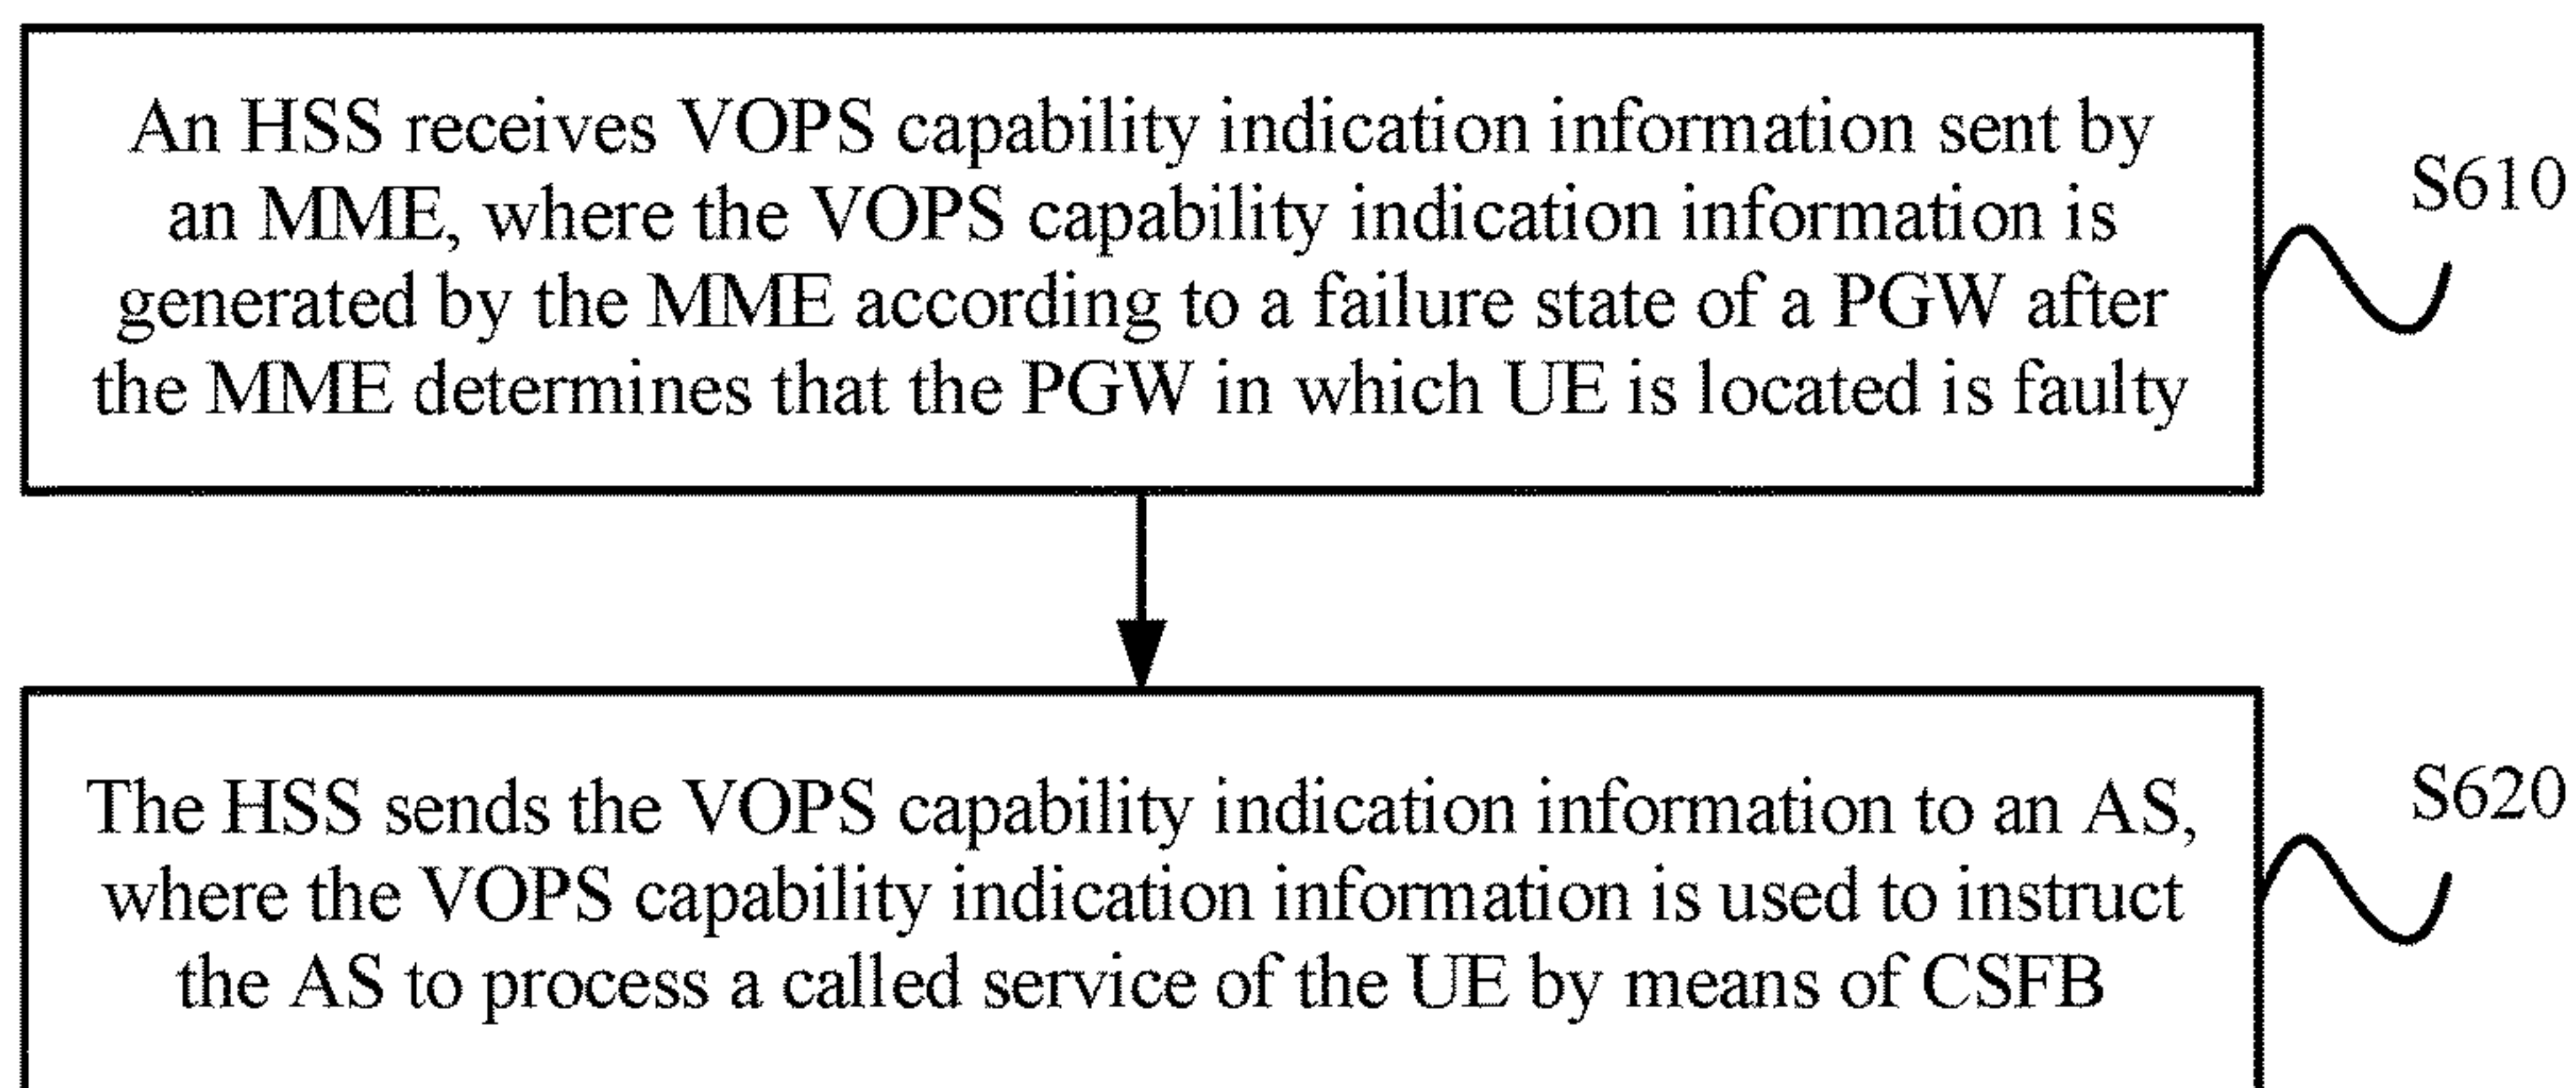 An HSS receives VOPS capability indication information sent by
an MME, where the VOPS capability indication information is
generated by the MME according to a failure state of a PGW after
the MME determines that the PGW in which UE is located is faulty
S610
The HSS sends the VOPS capability indication information to an AS,
where the VOPS capability indication information is used to instruct
the AS to process a called service of the UE by means of CSFB
S620